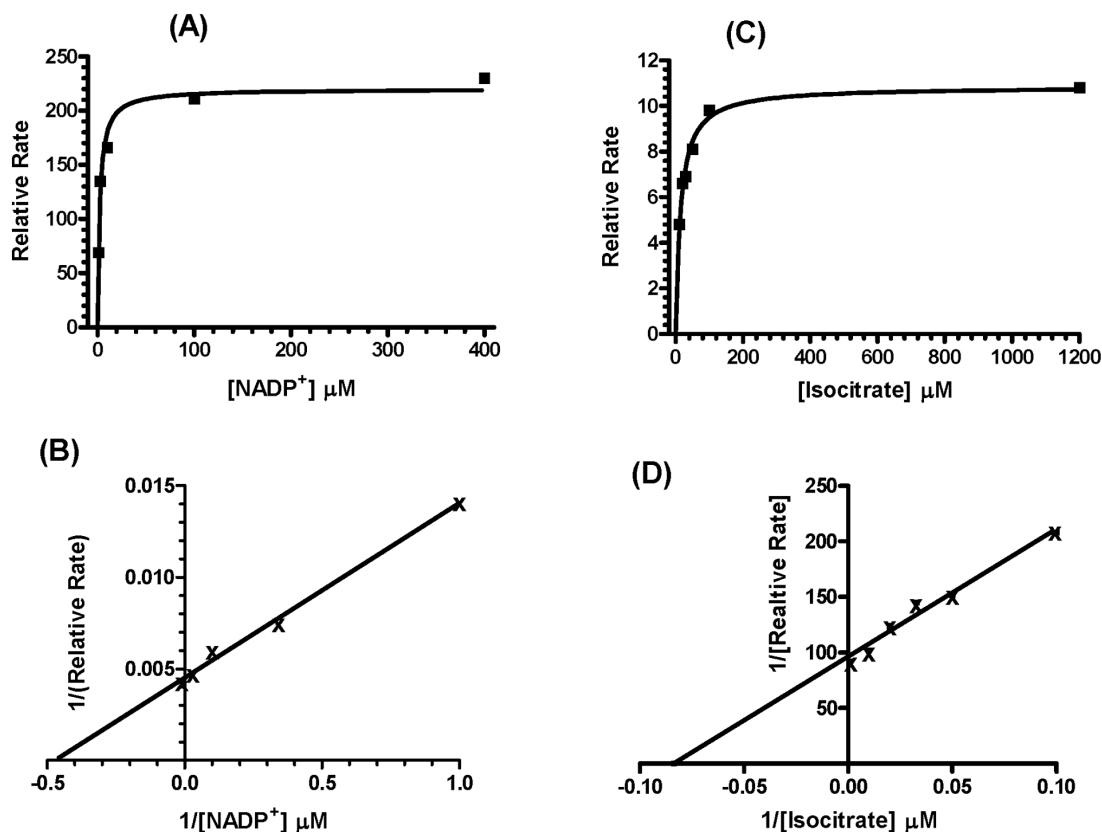 (A)
250
200
150
100
50
0
Relative Rate
0 100 200 300 400
[NADP+] μM
(C)
12
10
8
6
4
2
0
Relative Rate
0 200 400 600 800 1000 1200
[Isocitrate] μM
(B)
0.015
0.010
0.005
1/(Relative Rate)
-0.5 0.0 0.5 1.0
1/[NADP+] μM
(D)
250
200
150
100
50
1/[Realtive Rate]
-0.10 -0.05 0.00 0.05 0.10
1/[Isocitrate] μM